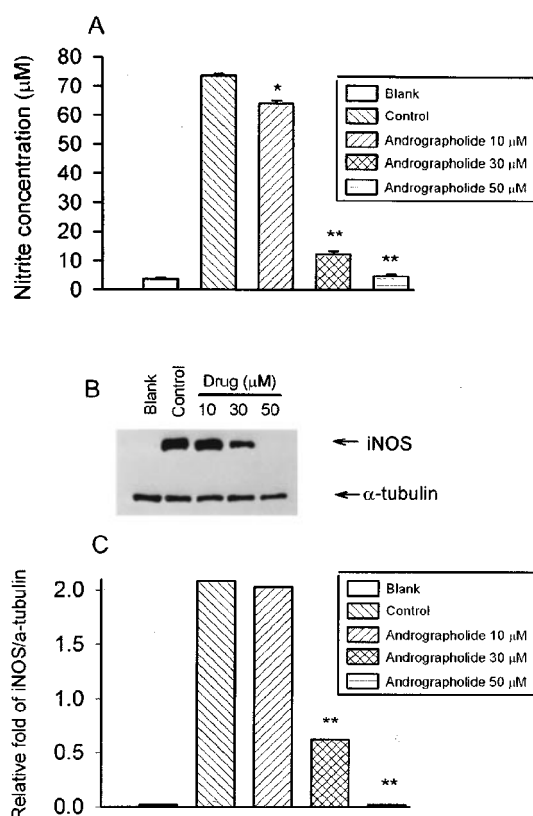 A
Nitrite concentration (μM)
80
70
60
50
40
30
20
10
0
*
**
**
Blank
Control
Andrographolide 10 μM
Andrographolide 30 μM
Andrographolide 50 μM
B
Blank
Control
Drug (μM)
10 30 50
iNOS
α-tubulin
C
Relative fold of iNOS/a-tubulin
2.0
1.5
1.0
0.5
0.0
**
**
Blank
Control
Andrographolide 10 μM
Andrographolide 30 μM
Andrographolide 50 μM